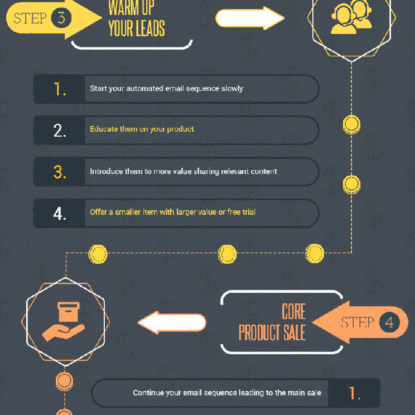 STEP 3
WARM UP
YOUR LEADS
1. Start your automated email sequence slowly
2. Educate them on your product
3. Introduce them to more value sharing relevant content
4. Offer a smaller item with larger value or free trial
CORE
PRODUCT SALE
STEP 4
Continue your email sequence leading to the main sale 1.